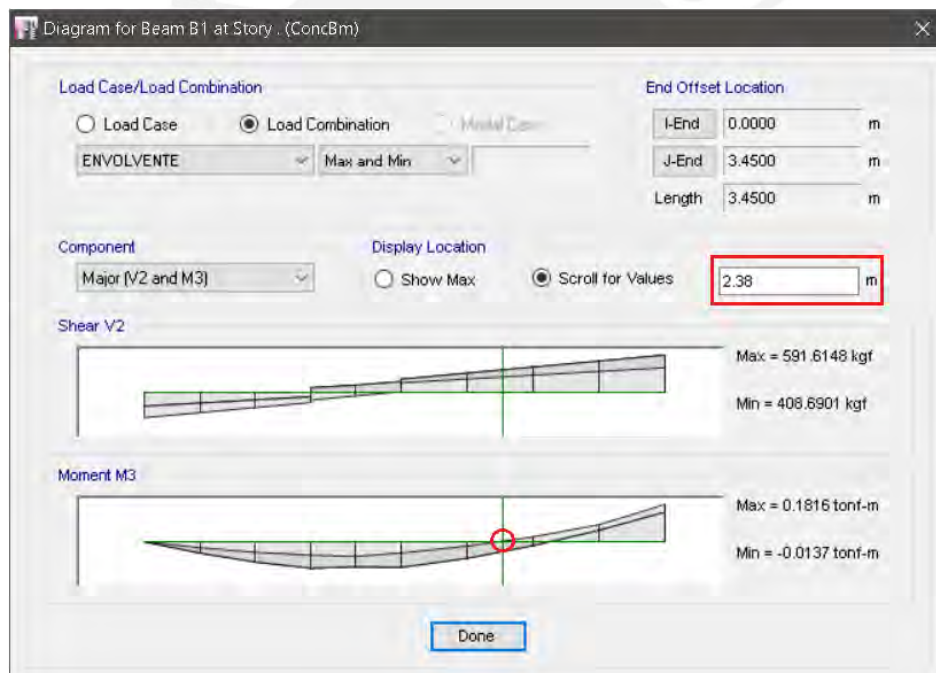 Diagram for Beam B1 at Story . (ConcBm)
Load Case/Load Combination
Load Case Load Combination Modal Case
ENVOLVENTE Max and Min
End Offset Location
I-End 0.0000 m
J-End 3.4500 m
Length 3.4500 m
Component
Major (V2 and M3)
Display Location
Show Max Scroll for Values 2.38 m
Shear V2
Max = 591.6148 kgf
Min = 408.6901 kgf
Moment M3
Max = 0.1816 tonf-m
Min = -0.0137 tonf-m
Done